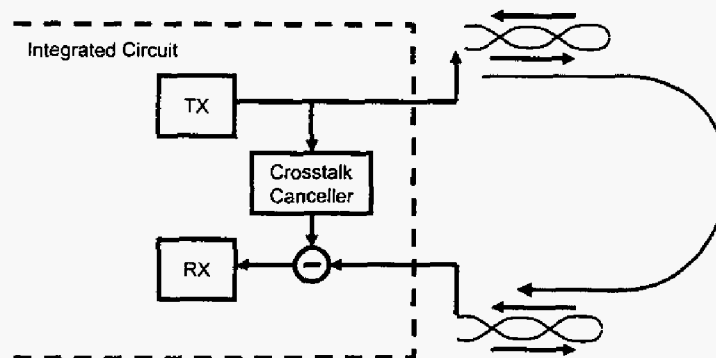 Integrated Circuit
TX
Crosstalk
Canceller
RX